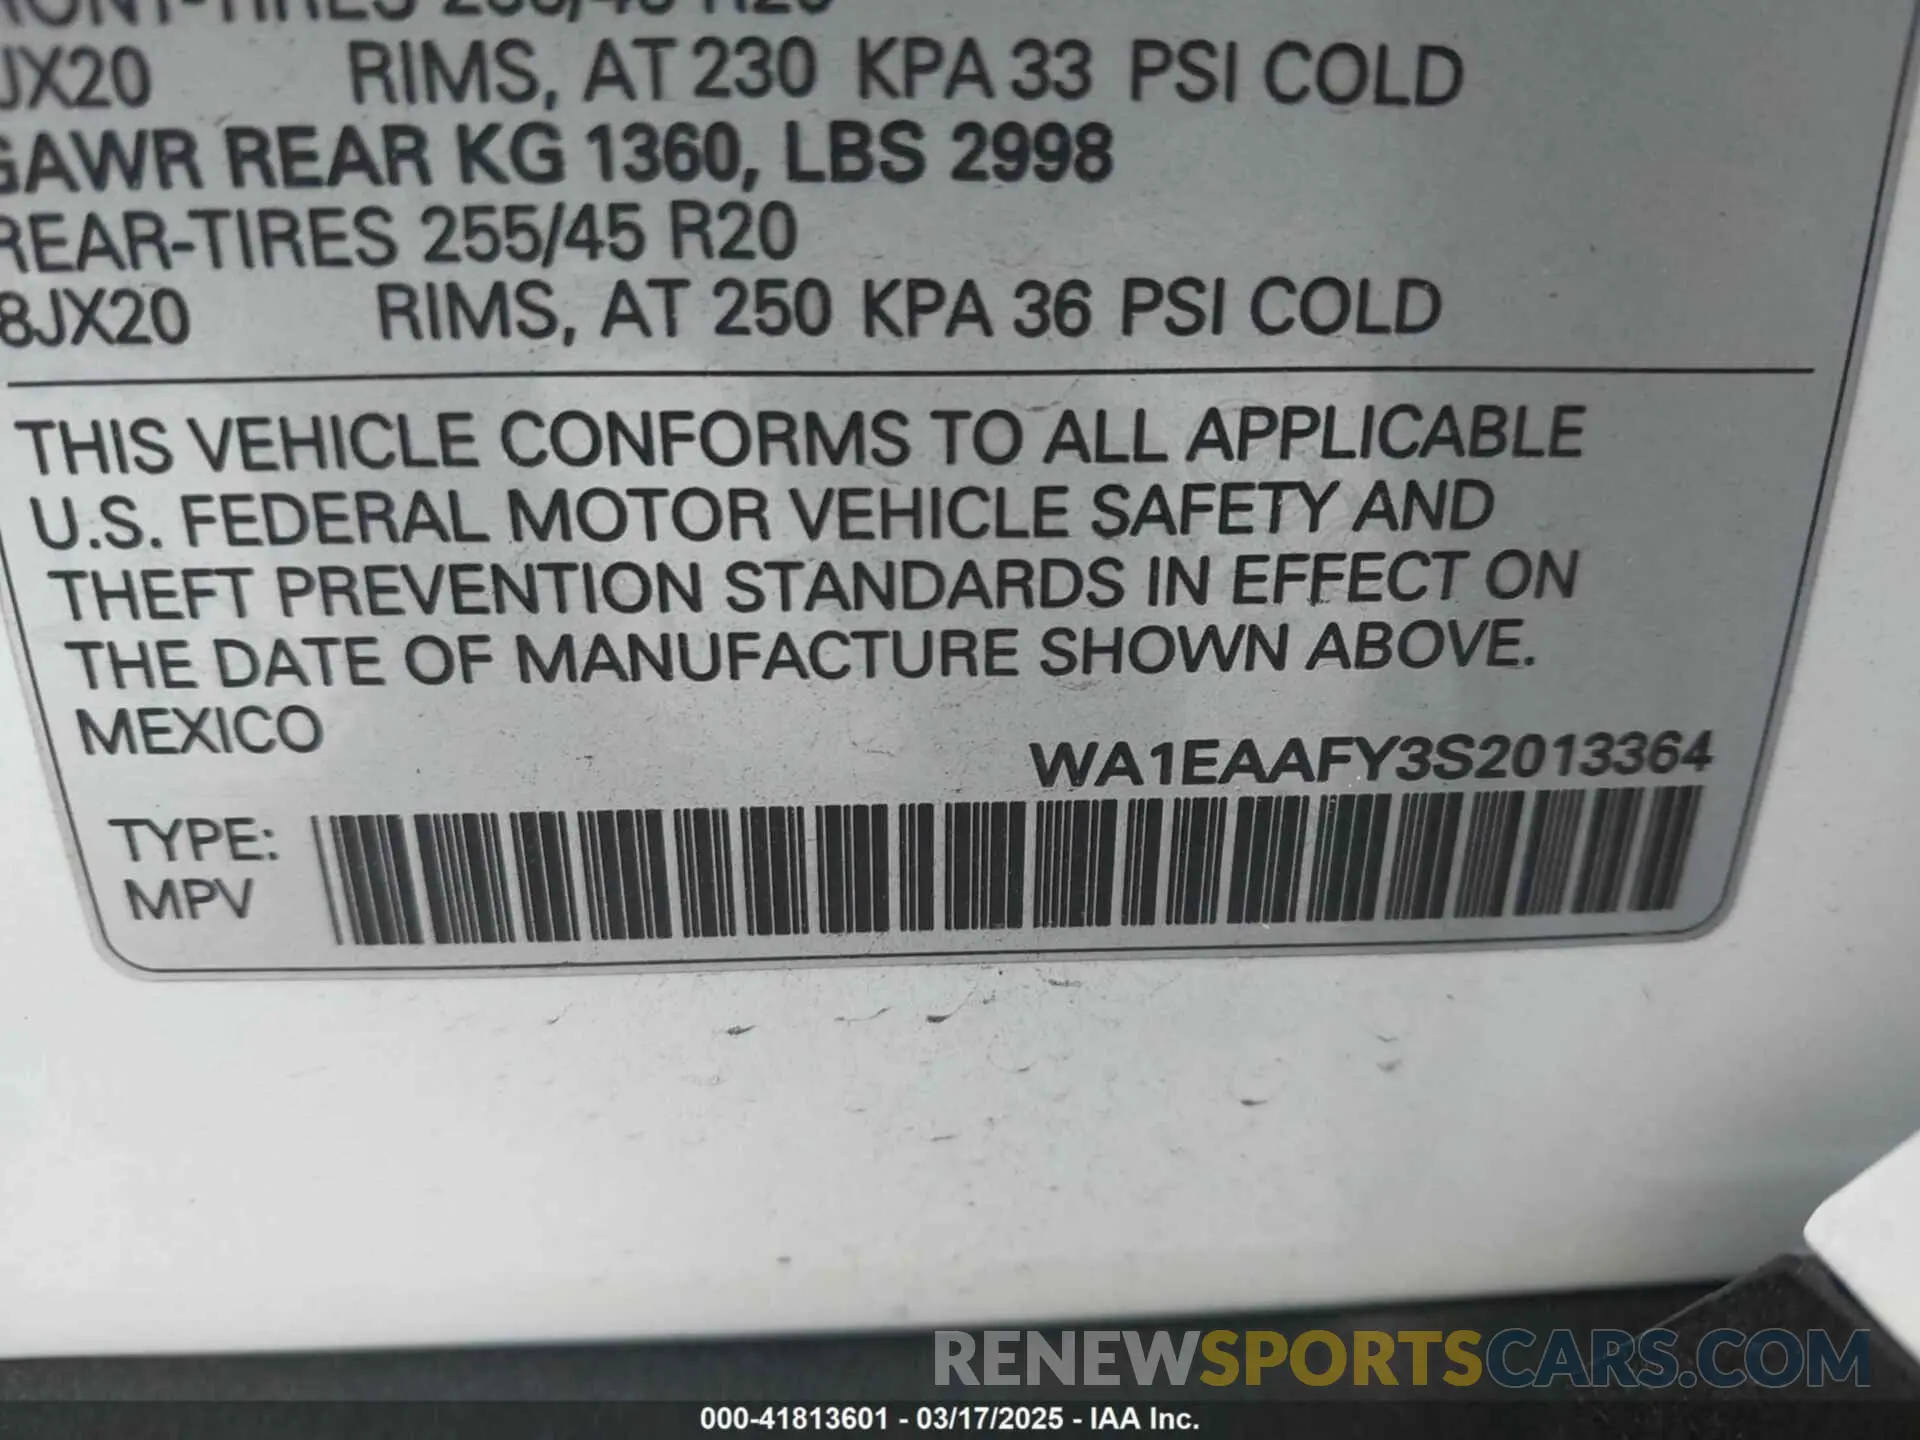 255/45 R20
JX20 RIMS, AT 230 KPA 33 PSI COLD
GAWR REAR KG 1360, LBS 2998
REAR-TIRES 255/45 R20
8JX20 RIMS, AT 250 KPA 36 PSI COLD
THIS VEHICLE CONFORMS TO ALL APPLICABLE
U.S. FEDERAL MOTOR VEHICLE SAFETY AND
THEFT PREVENTION STANDARDS IN EFFECT ON
THE DATE OF MANUFACTURE SHOWN ABOVE.
MEXICO
WA1EAAFY3S2013364
TYPE:
MPV
RENEWSPORTSCARS.COM
000-41813601 - 03/17/2025 - IAA Inc.